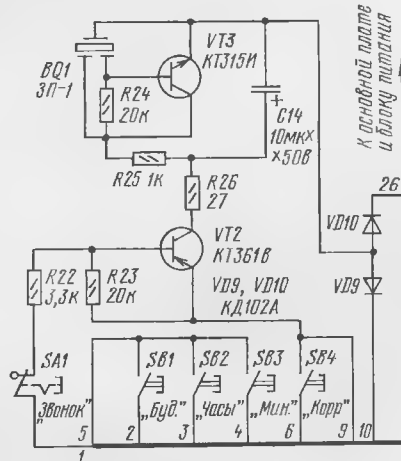 VT3
КТ315И
BQ1
ЗП-1
R24
20к
C14
10мк×
×50В
К основной плате
и блоку питания
R25 1к
R26
27
26
VD10
VT2
КТ361В
VD9, VD10
КД102А
VD9
R22
3,3к
R23
20к
SA1
„Звонок"
SB1
„Буд."
SB2
„Часы"
SB3
„Мин."
SB4
„Корр"
5
2
3
4
6
9
10
1